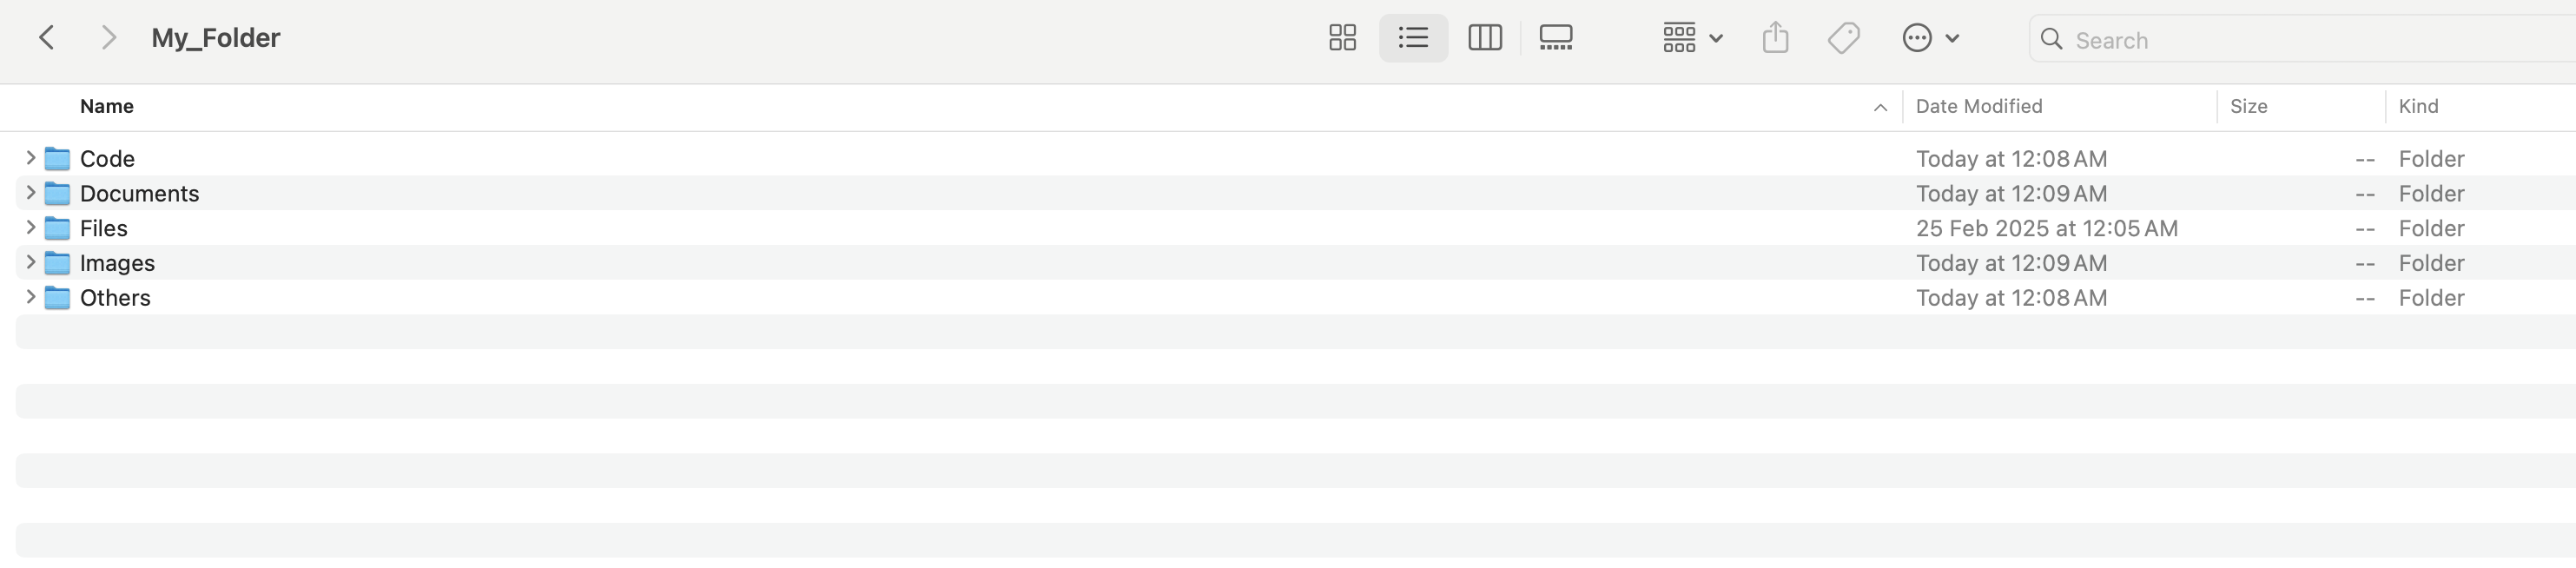 My_Folder Search
Name Date Modified Size Kind
Code Today at 12:08 AM -- Folder
Documents Today at 12:09 AM -- Folder
Files 25 Feb 2025 at 12:05 AM -- Folder
Images Today at 12:09 AM -- Folder
Others Today at 12:08 AM -- Folder